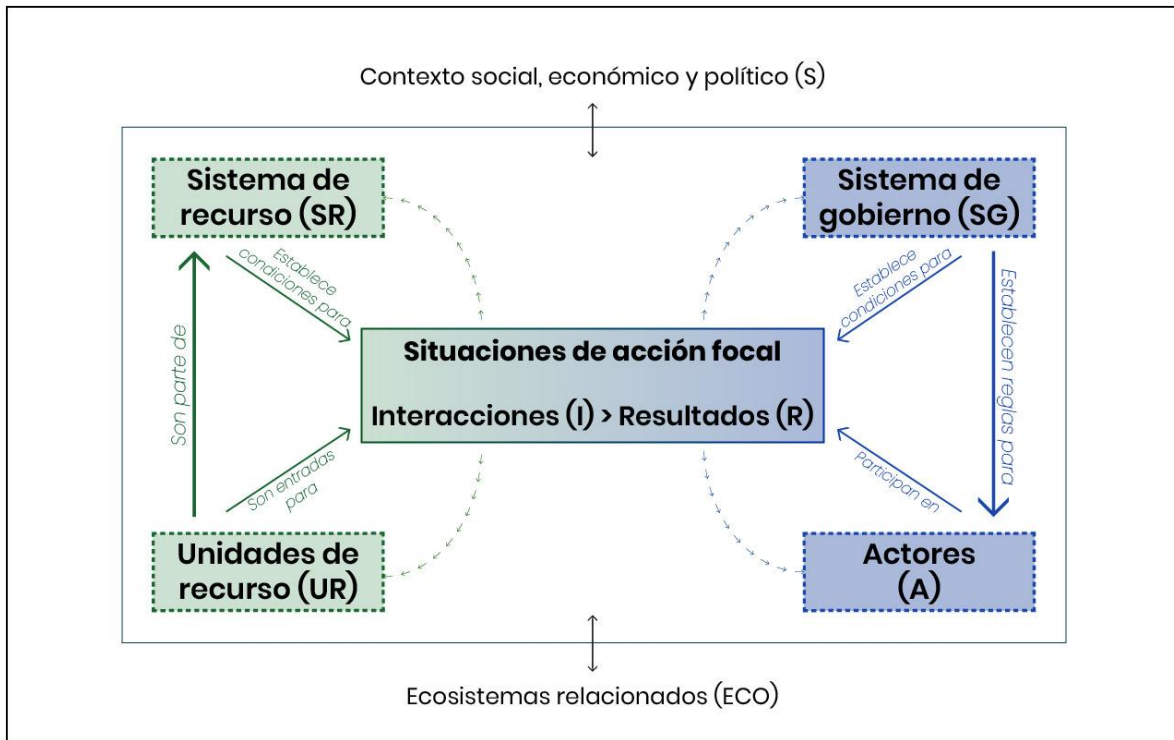 Contexto social, económico y político (S)
Sistema de
recurso (SR)
Sistema de
gobierno (SG)
Establece
condiciones para
Establece
condiciones para
Son parte de
Establecen reglas para
Situaciones de acción focal
Interacciones (I) > Resultados (R)
Son entradas
para
Participan en
Unidades de
recurso (UR)
Actores
(A)
Ecosistemas relacionados (ECO)